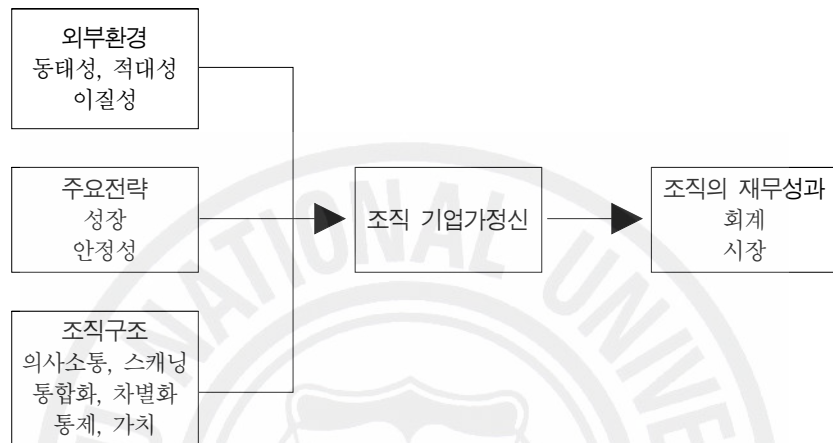 외부환경
동태성, 적대성
이질성
주요전략
성장
안정성
조직 기업가정신
조직의 재무성과
회계
시장
조직구조
의사소통, 스캐닝
통합화, 차별화
통제, 가치
NATIONAL UNIVE